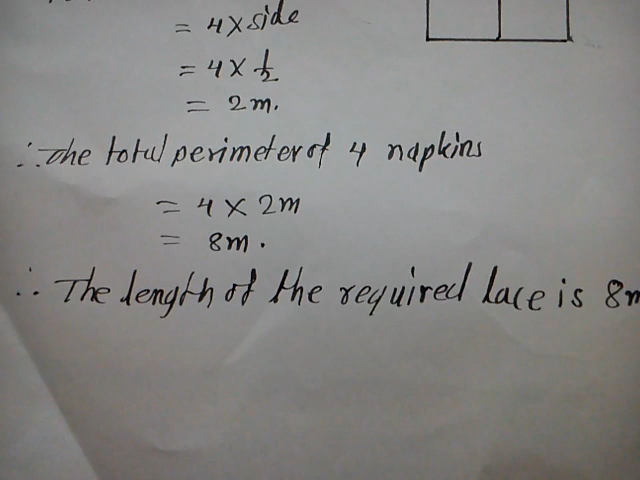 = 4 × side
= 4 × 1/2
= 2m.
∴ The total perimeter of 4 napkins
= 4 × 2m
= 8m.
∴ The length of the required lace is 8m